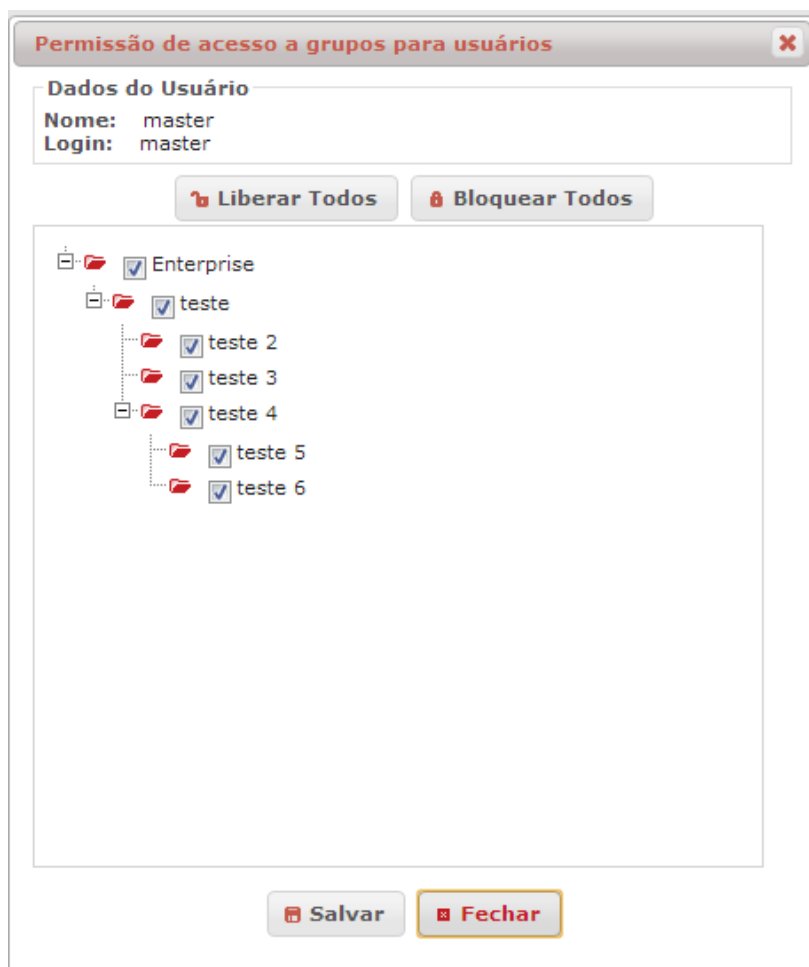 Permissão de acesso a grupos para usuários
Dados do Usuário
Nome: master
Login: master
Liberar Todos Bloquear Todos
Enterprise
teste
teste 2
teste 3
teste 4
teste 5
teste 6
Salvar Fechar